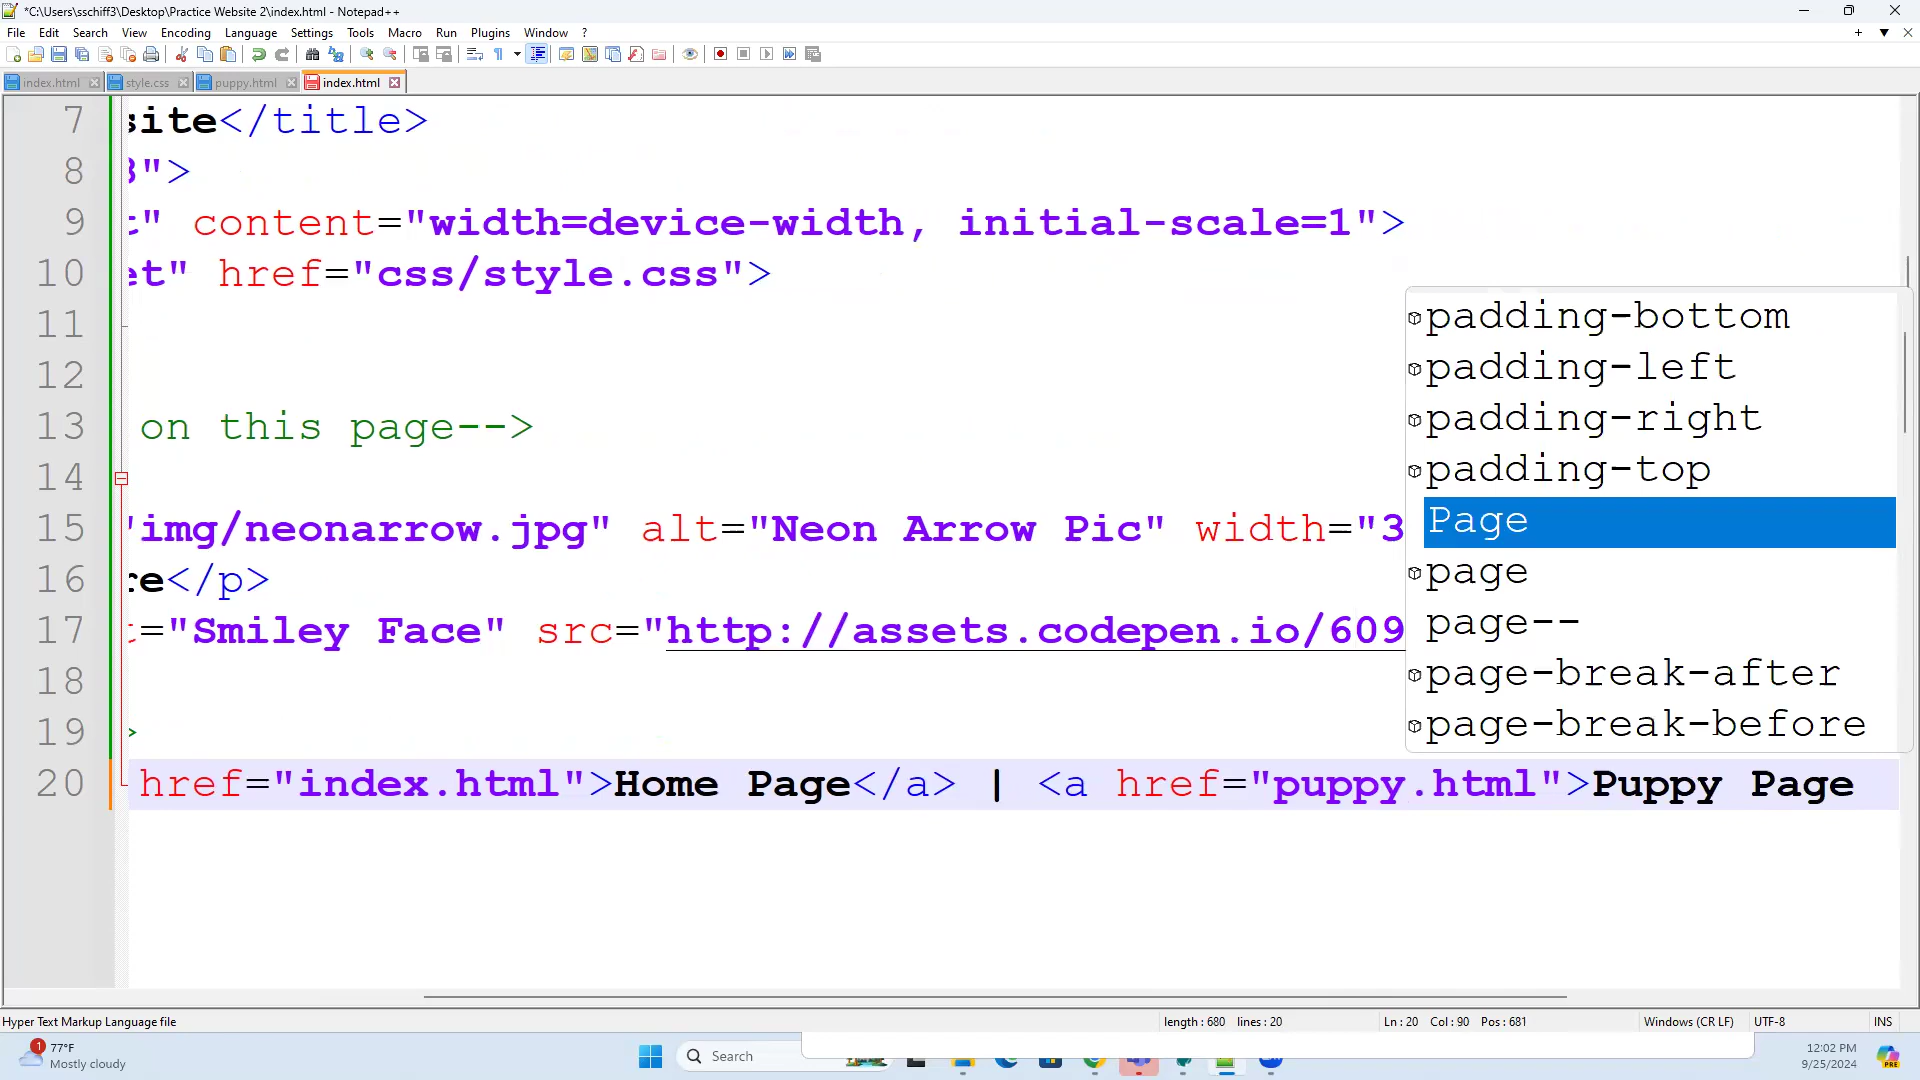 *C:\Users\sschiff3\Desktop\Practice Website 2\index.html - Notepad++
File Edit Search View Encoding Language Settings Tools Macro Run Plugins Window ?
index.html style.css puppy.html index.html
7 site</title>
8 3">
9 t" content="width=device-width, initial-scale=1">
10 et" href="css/style.css">
11
12
13 on this page-->
14
15 "img/neonarrow.jpg" alt="Neon Arrow Pic" width="3
16 re</p>
17 t="Smiley Face" src="http://assets.codepen.io/609
18
19 >
20 href="index.html">Home Page</a> | <a href="puppy.html">Puppy Page
padding-bottom
padding-left
padding-right
padding-top
Page
page
page--
page-break-after
page-break-before
Hyper Text Markup Language file length : 680 lines : 20 Ln : 20 Col : 90 Pos : 681 Windows (CR LF) UTF-8 INS
1 77°F
Mostly cloudy
Search
12:02 PM
9/25/2024
PRE